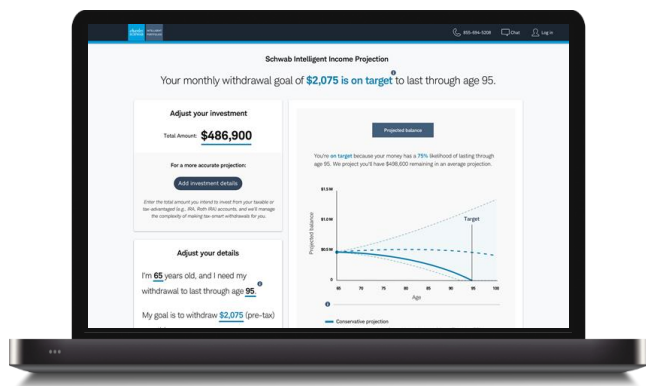 charles
SCHWAB
INTELLIGENT
PORTFOLIOS
855-694-5208
Chat
Log in
Schwab Intelligent Income Projection
Your monthly withdrawal goal of $2,075 is on target to last through age 95.
Adjust your investment
Total Amount: $486,900
For a more accurate projection:
Add investment details
Enter the total amount you intend to invest from your taxable or
tax-advantaged (e.g., IRA, Roth IRA) accounts, and we'll manage
the complexity of making tax-smart withdrawals for you.
Adjust your details
I'm 65 years old, and I need my
withdrawal to last through age 95.
My goal is to withdraw $2,075 (pre-tax)
Projected balance
You're on target because your money has a 75% likelihood of lasting through
age 95. We project you'll have $498,600 remaining in an average projection.
$1.5 M
$1.0 M
$0.5 M
0
Projected balance
Target
65 70 75 80 85 90 95 100
Age
Conservative projection